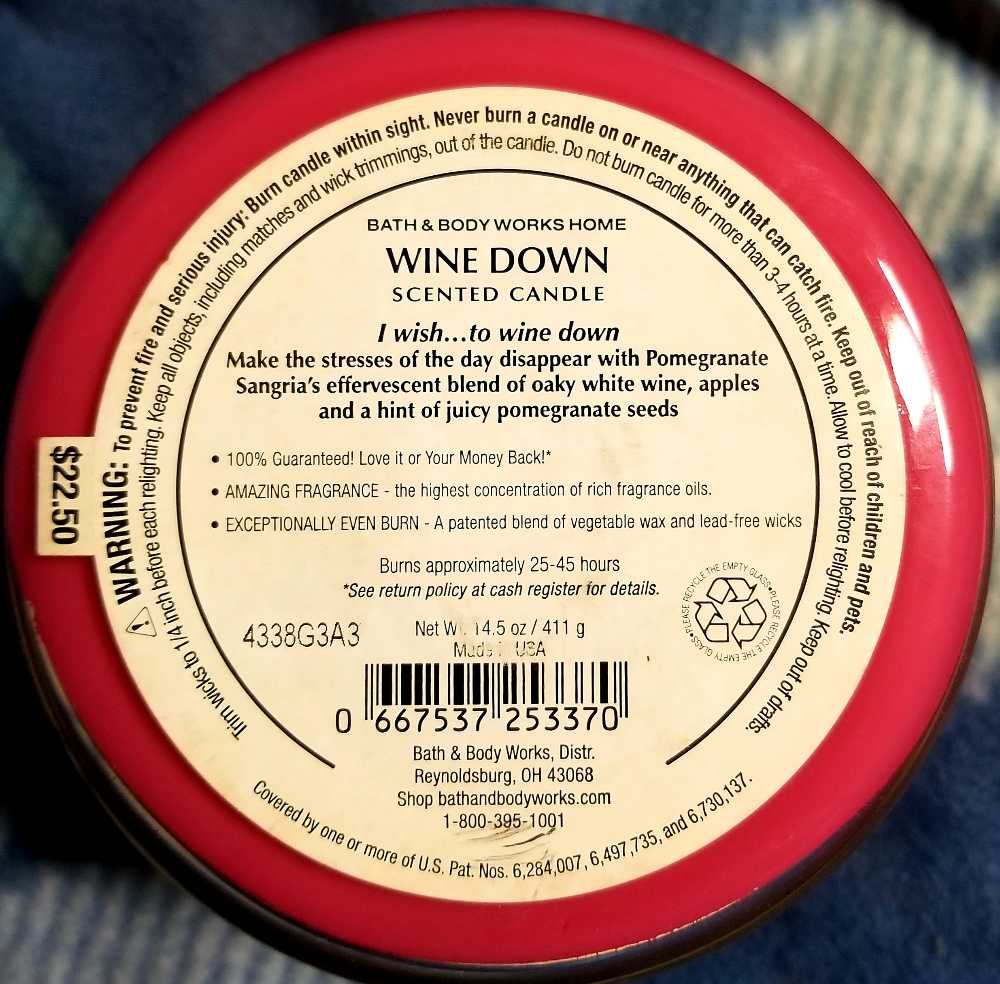 WARNING: To prevent fire and serious injury: Burn candle within sight. Never burn a candle on or near anything that can catch fire. Keep out of reach of children and pets.
Trim wicks to 1/4 inch before each relighting. Keep all objects, including matches and wick trimmings, out of the candle. Do not burn candle for more than 3-4 hours at a time. Allow to cool before relighting. Keep out of drafts.
BATH & BODY WORKS HOME
WINE DOWN
SCENTED CANDLE
I wish...to wine down
Make the stresses of the day disappear with Pomegranate
Sangria's effervescent blend of oaky white wine, apples
and a hint of juicy pomegranate seeds
• 100% Guaranteed! Love it or Your Money Back!*
• AMAZING FRAGRANCE - the highest concentration of rich fragrance oils.
• EXCEPTIONALLY EVEN BURN - A patented blend of vegetable wax and lead-free wicks
$22.50
Burns approximately 25-45 hours
*See return policy at cash register for details.
PLEASE RECYCLE THE EMPTY GLASS•PLEASE RECYCLE THE EMPTY GLASS•
4338G3A3
Net W. 14.5 oz / 411 g
Made USA
0 667537 253370
Bath & Body Works, Distr.
Reynoldsburg, OH 43068
Shop bathandbodyworks.com
1-800-395-1001
Covered by one or more of U.S. Pat. Nos. 6,284,007, 6,497,735, and 6,730,137.